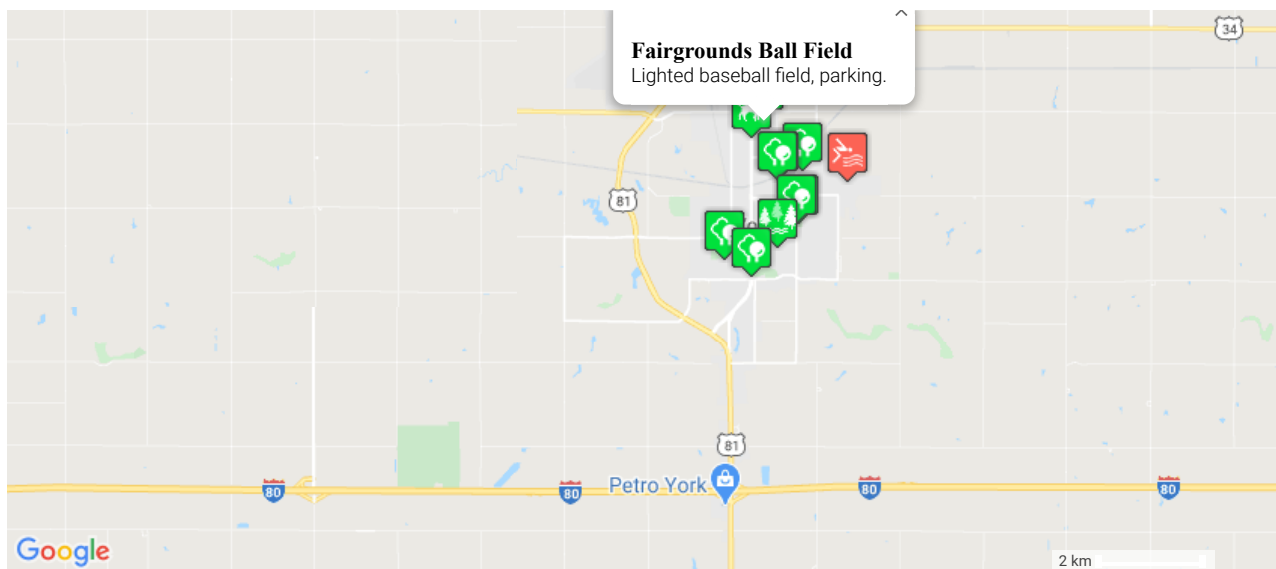 34
Fairgrounds Ball Field
Lighted baseball field, parking.
81
81
Petro York
80
80
80
80
Google
2 km